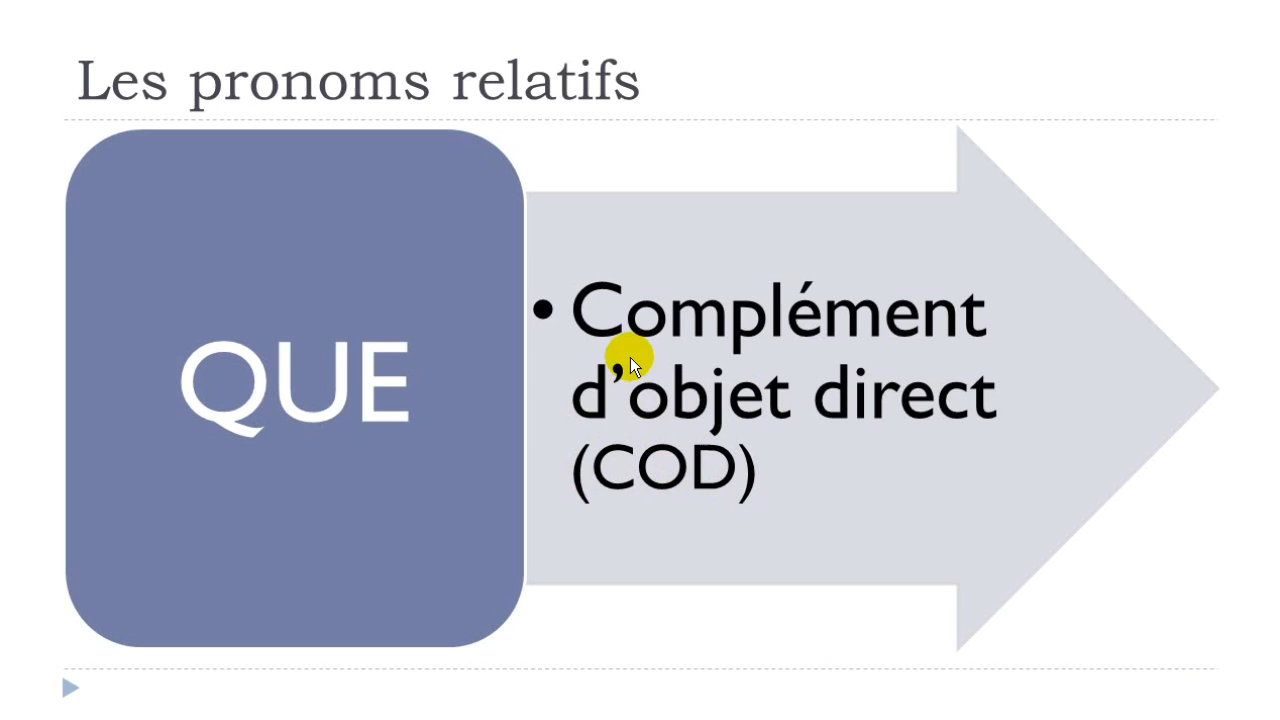 Les pronoms relatifs
QUE
• Complément
d’objet direct
(COD)